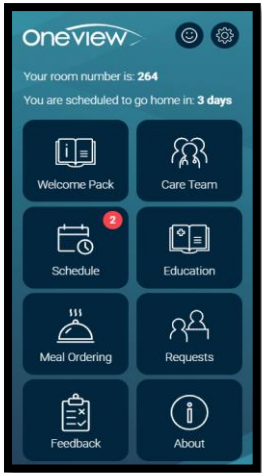 Oneview
Your room number is: 264
You are scheduled to go home in: 3 days
Welcome Pack
Care Team
2
Schedule
Education
Meal Ordering
Requests
Feedback
About